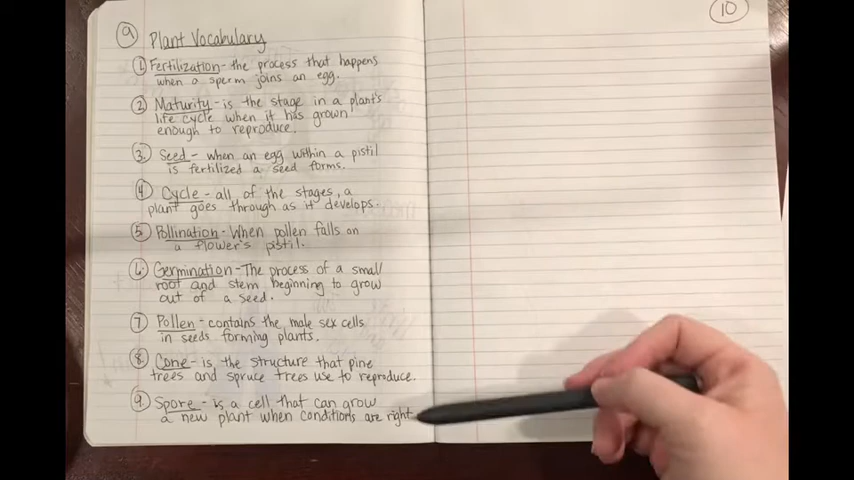 9 Plant Vocabulary
1 Fertilization- the process that happens
when a sperm joins an egg.
2 Maturity- is the stage in a plant's
life cycle when it has grown
enough to reproduce.
3. Seed- when an egg within a pistil
is fertilized a seed forms.
4 Cycle- all of the stages, a
plant goes through as it develops.
5. Pollination- When pollen falls on
a flower's pistil.
6. Germination- The process of a small
root and stem beginning to grow
out of a seed.
7 Pollen- contains the male sex cells
in seeds forming plants.
8. Cone- is the structure that pine
trees and spruce trees use to reproduce.
9. Spore- is a cell that can grow
a new plant when conditions are right.
10